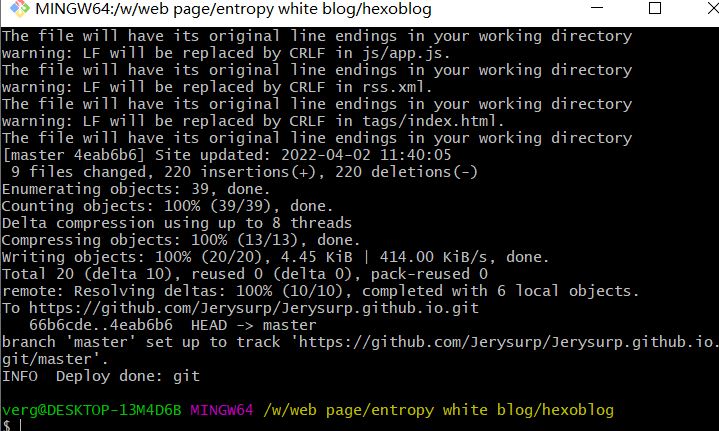 MINGW64:/w/web page/entropy white blog/hexoblog
The file will have its original line endings in your working directory
warning: LF will be replaced by CRLF in js/app.js.
The file will have its original line endings in your working directory
warning: LF will be replaced by CRLF in rss.xml.
The file will have its original line endings in your working directory
warning: LF will be replaced by CRLF in tags/index.html.
The file will have its original line endings in your working directory
[master 4eab6b6] Site updated: 2022-04-02 11:40:05
 9 files changed, 220 insertions(+), 220 deletions(-)
Enumerating objects: 39, done.
Counting objects: 100% (39/39), done.
Delta compression using up to 8 threads
Compressing objects: 100% (13/13), done.
Writing objects: 100% (20/20), 4.45 KiB | 414.00 KiB/s, done.
Total 20 (delta 10), reused 0 (delta 0), pack-reused 0
remote: Resolving deltas: 100% (10/10), completed with 6 local objects.
To https://github.com/Jerysurp/Jerysurp.github.io.git
   66b6cde..4eab6b6  HEAD -> master
branch 'master' set up to track 'https://github.com/Jerysurp/Jerysurp.github.io.
git/master'.
INFO  Deploy done: git
verg@DESKTOP-13M4D6B MINGW64 /w/web page/entropy white blog/hexoblog
$